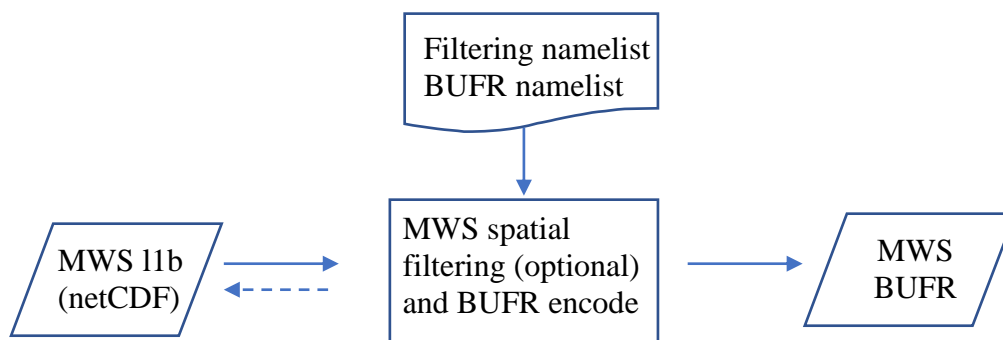 Filtering namelist
BUFR namelist
MWS l1b
(netCDF)
MWS spatial
filtering (optional)
and BUFR encode
MWS
BUFR